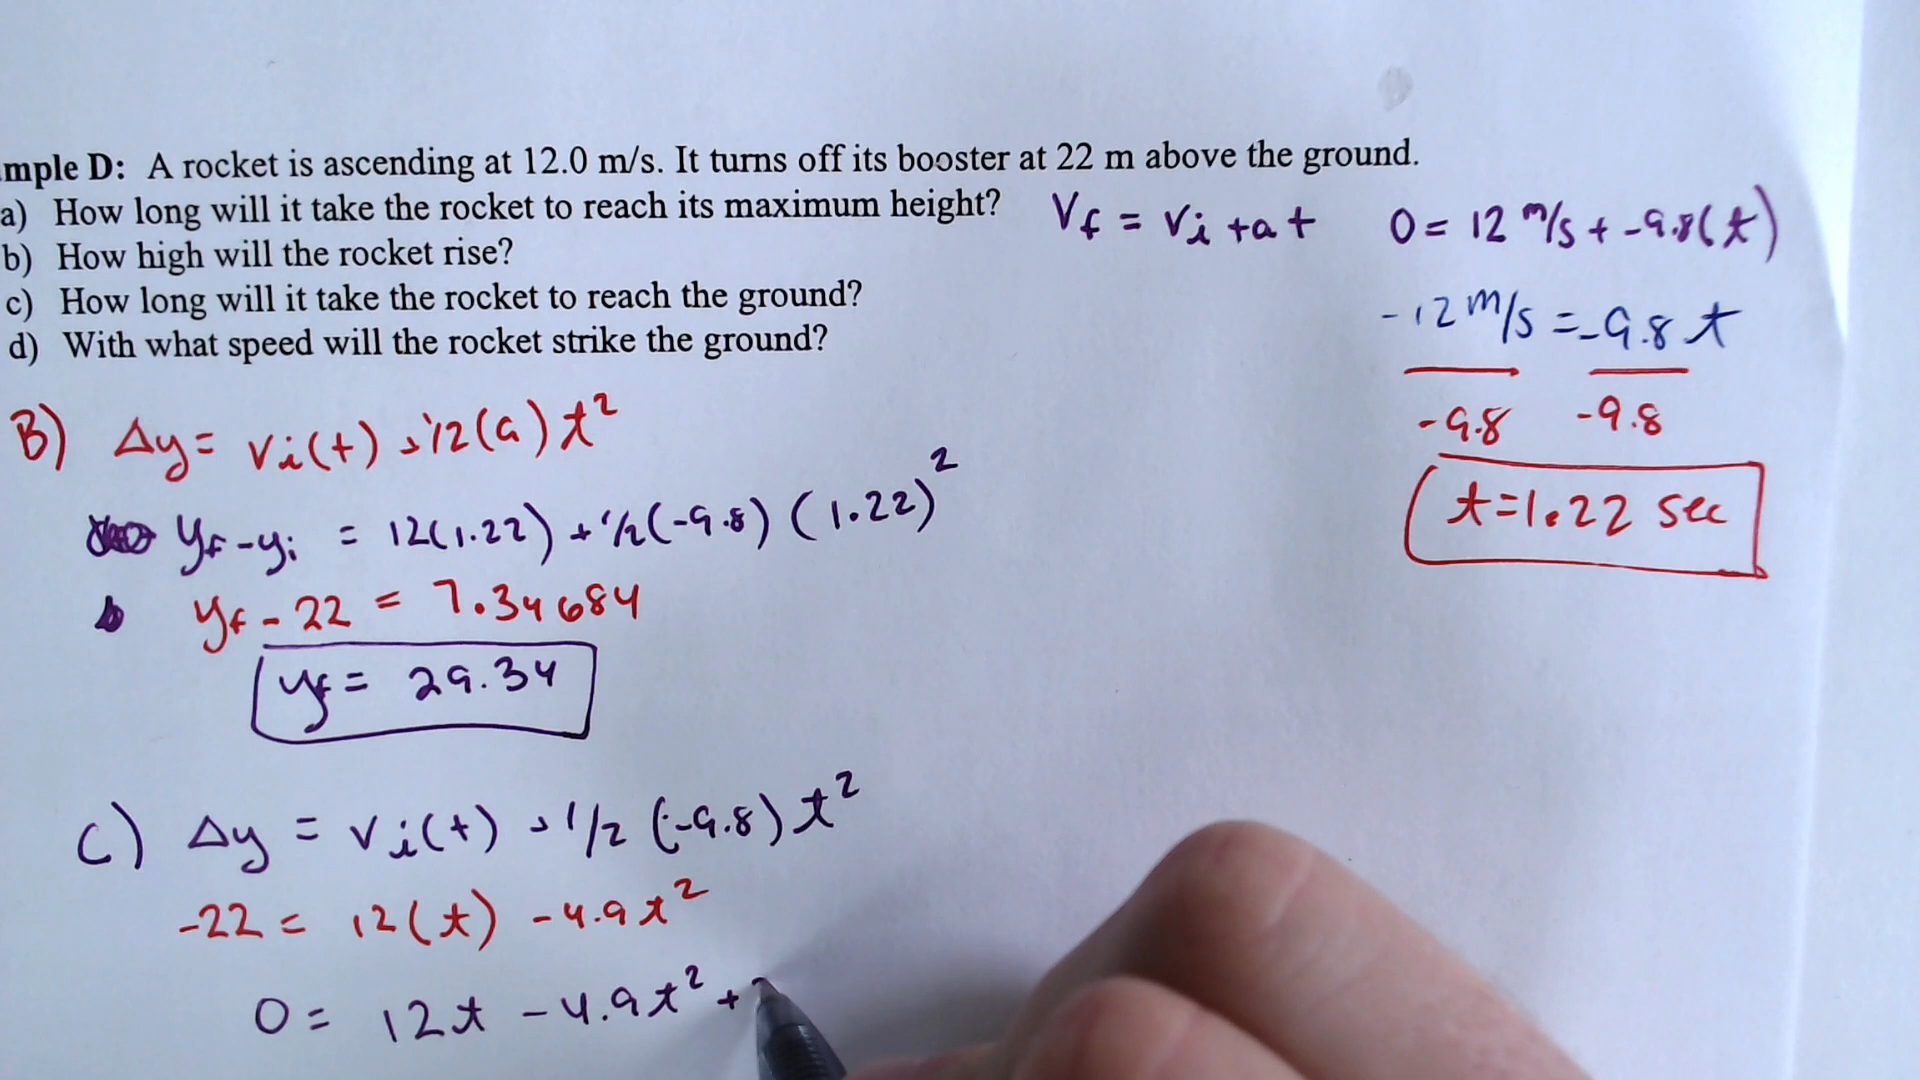 mple D: A rocket is ascending at 12.0 m/s. It turns off its booster at 22 m above the ground.
a) How long will it take the rocket to reach its maximum height?
b) How high will the rocket rise?
c) How long will it take the rocket to reach the ground?
d) With what speed will the rocket strike the ground?
Vf = Vi + at   0 = 12 m/s + -9.8(t)
-12 m/s = -9.8 t
-9.8   -9.8
t = 1.22 sec
B) Δy = Vi(t) + 1/2(a)t²
yf - yi = 12(1.22) + 1/2(-9.8)(1.22)²
yf - 22 = 7.34684
yf = 29.34
C) Δy = Vi(t) + 1/2 (-9.8)t²
-22 = 12(t) - 4.9t²
0 = 12t - 4.9t² +